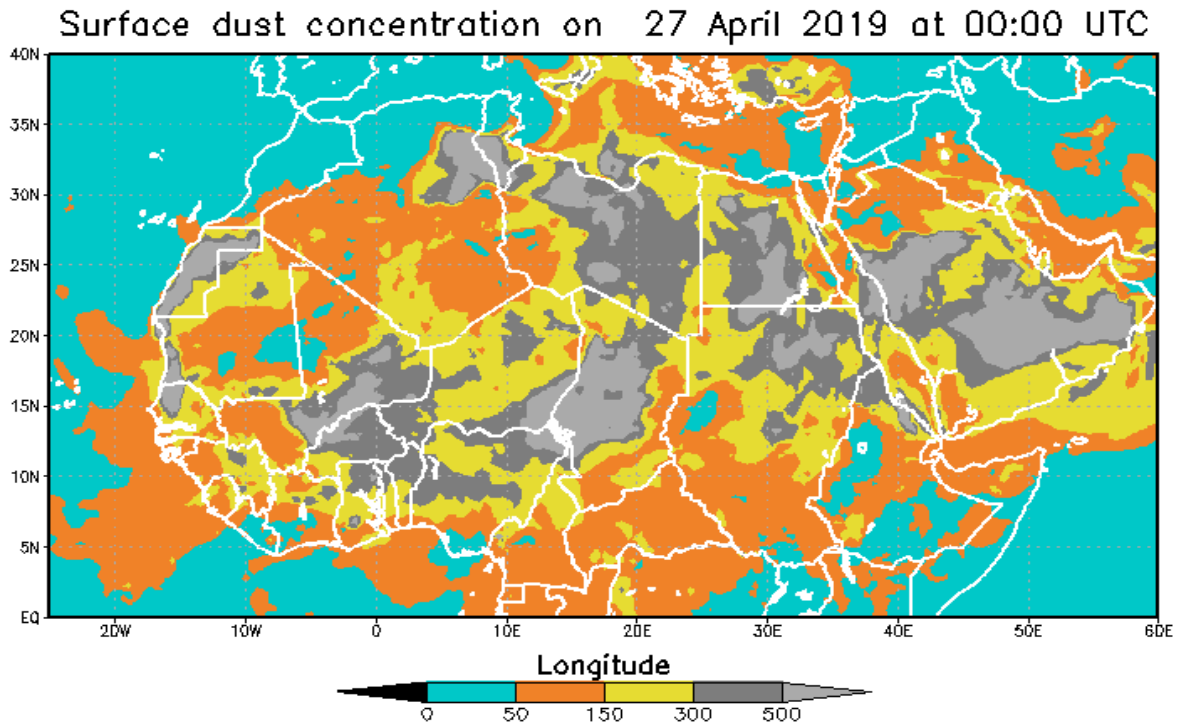 Surface dust concentration on 27 April 2019 at 00:00 UTC
40N
35N
30N
25N
20N
15N
10N
5N
EQ
20W 10W 0 10E 20E 30E 40E 50E 60E
Longitude
0 50 150 300 500